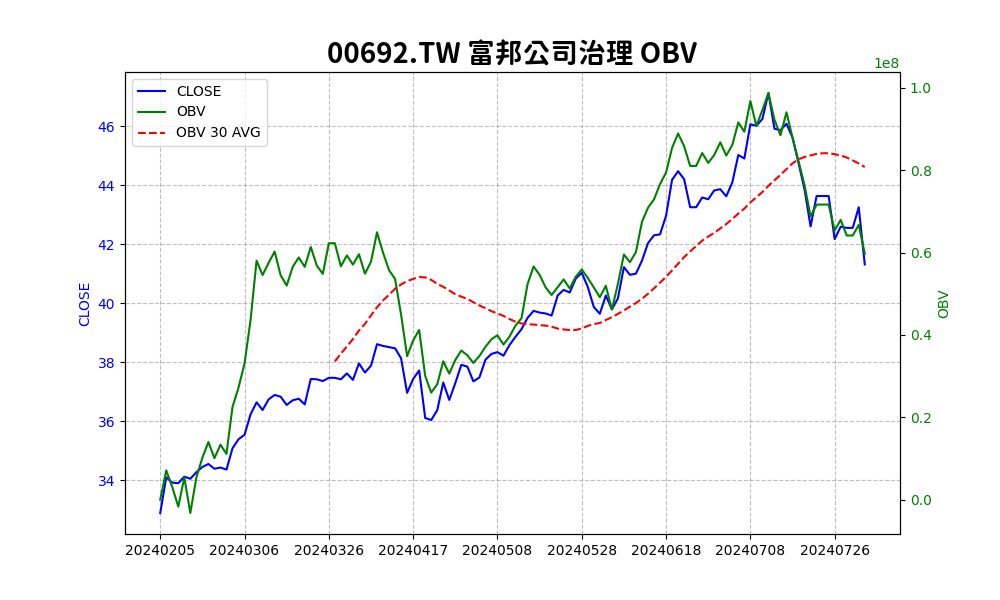 00692.TW 富邦公司治理 OBV
1e8
CLOSE
OBV
OBV 30 AVG
46
44
42
40
38
36
34
CLOSE
1.0
0.8
0.6
0.4
0.2
0.0
OBV
20240205 20240306 20240326 20240417 20240508 20240528 20240618 20240708 20240726